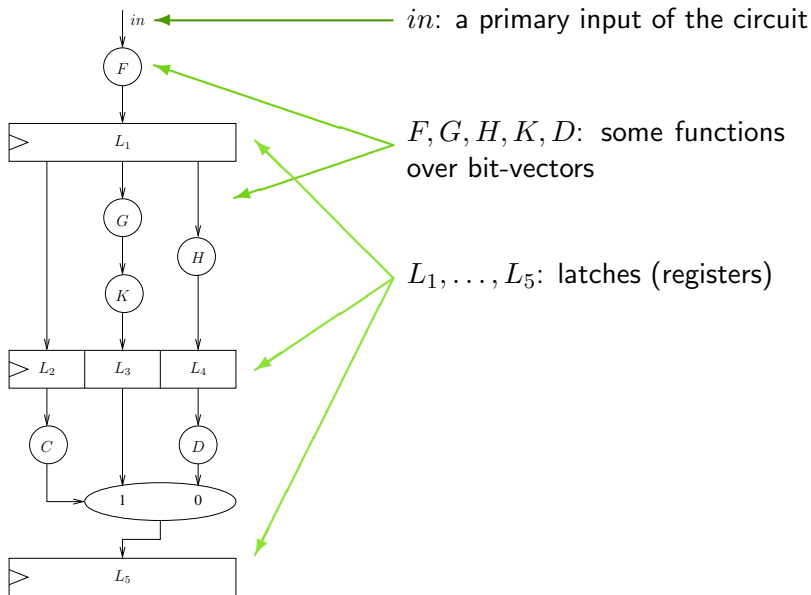 in
in: a primary input of the circuit
F
F, G, H, K, D: some functions
over bit-vectors
L₁
G
H
K
L₁, . . . , L₅: latches (registers)
L₂ L₃ L₄
C D
1 0
L₅